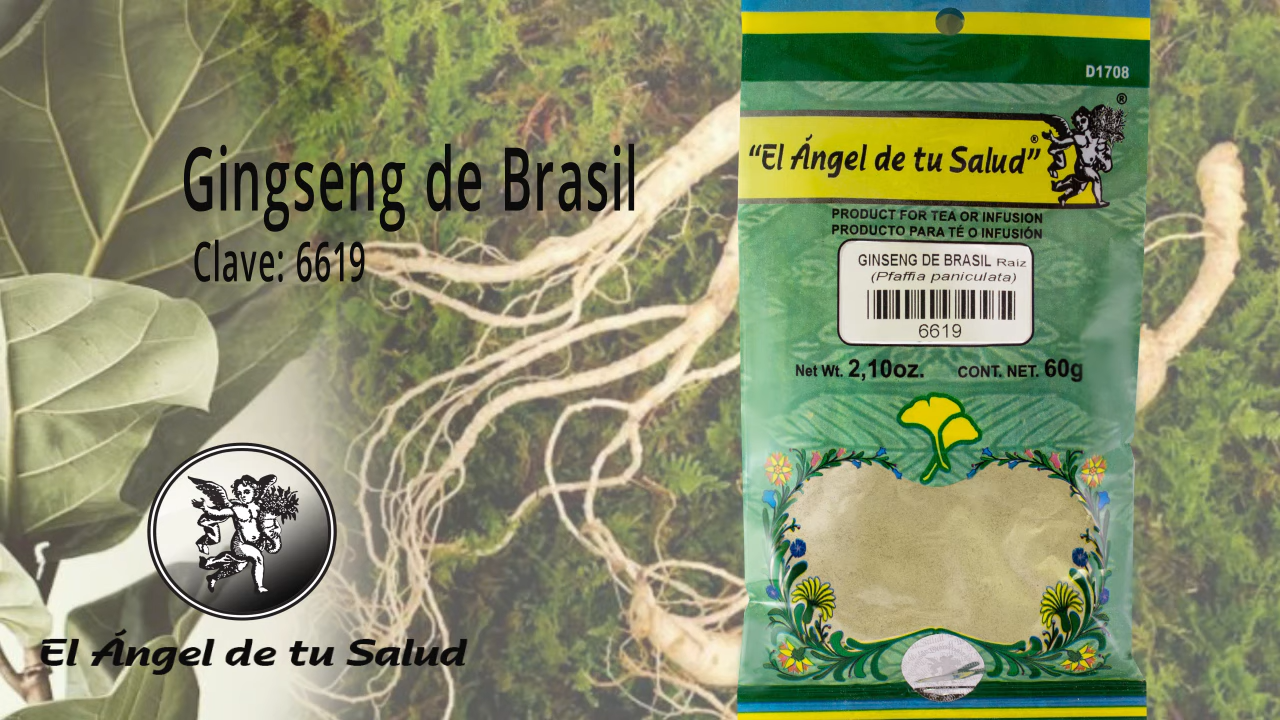 Gingseng de Brasil
Clave: 6619
El Ángel de tu Salud
D1708
®
"El Ángel de tu Salud"®
PRODUCT FOR TEA OR INFUSION
PRODUCTO PARA TÉ O INFUSIÓN
GINSENG DE BRASIL Raiz
(Pfaffia paniculata)
6619
Net Wt. 2,10oz. CONT. NET. 60g